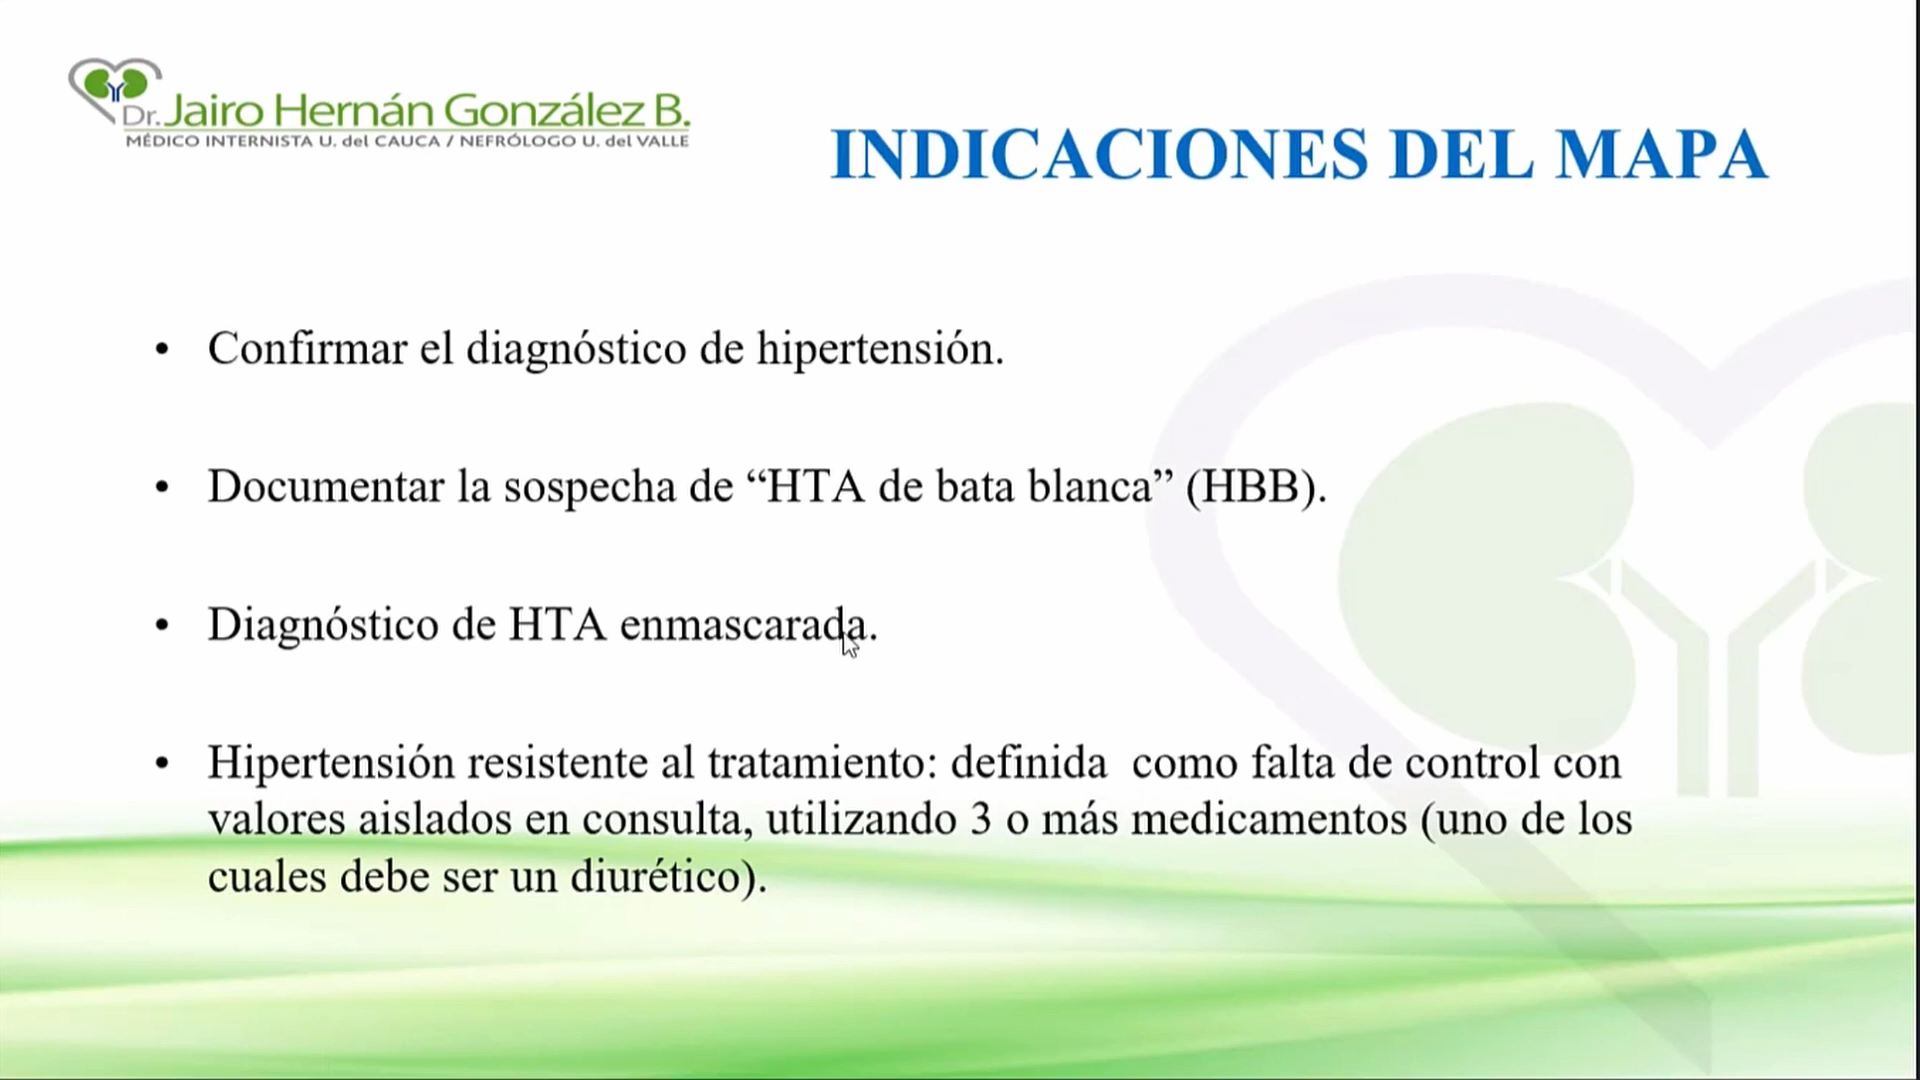 Dr. Jairo Hernán González B.
MÉDICO INTERNISTA U. del CAUCA / NEFRÓLOGO U. del VALLE
INDICACIONES DEL MAPA
• Confirmar el diagnóstico de hipertensión.
• Documentar la sospecha de “HTA de bata blanca” (HBB).
• Diagnóstico de HTA enmascarada.
• Hipertensión resistente al tratamiento: definida  como falta de control con
valores aislados en consulta, utilizando 3 o más medicamentos (uno de los
cuales debe ser un diurético).